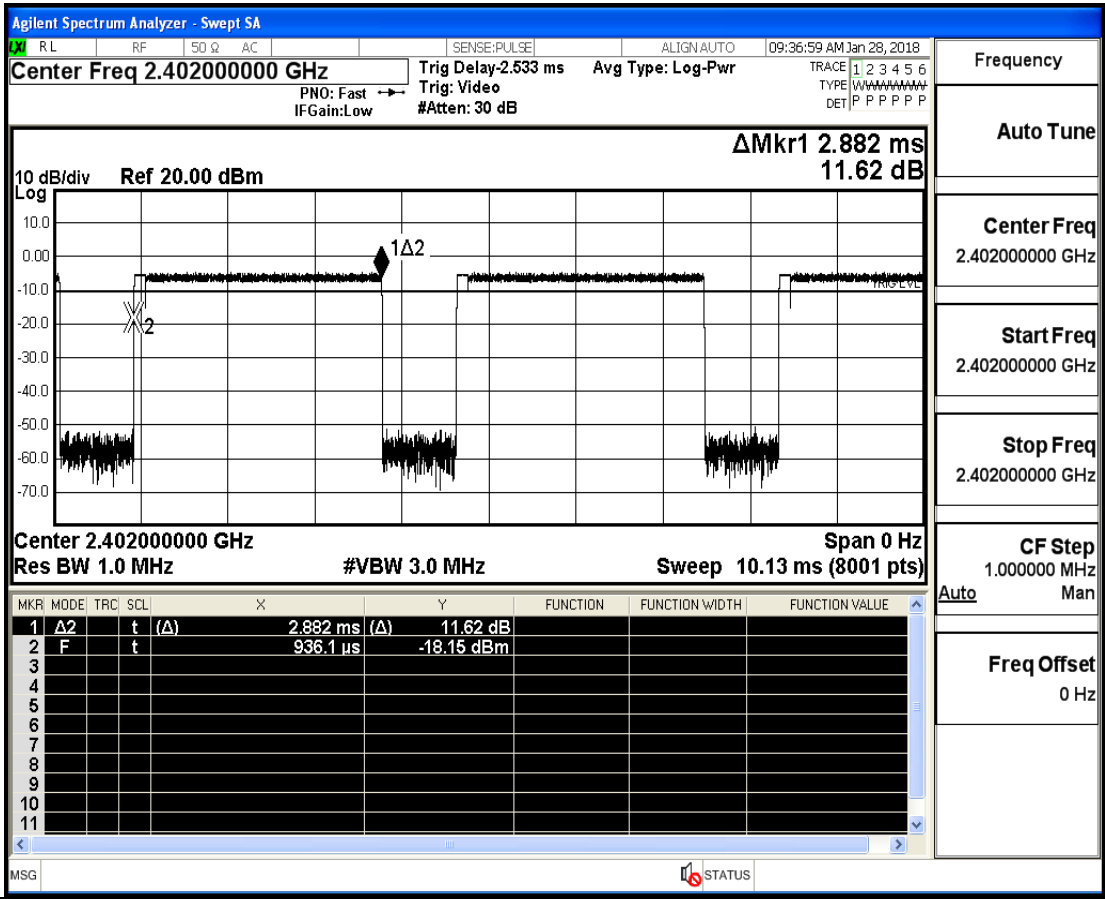 Agilent Spectrum Analyzer - Swept SA
LXI RL RF 50 Ω AC SENSE:PULSE ALIGN AUTO 09:36:59 AM Jan 28, 2018
Center Freq 2.402000000 GHz
PNO: Fast
IFGain:Low
Trig Delay-2.533 ms
Trig: Video
#Atten: 30 dB
Avg Type: Log-Pwr
TRACE 1 2 3 4 5 6
TYPE WWWWWW
DET P P P P P P
ΔMkr1 2.882 ms
11.62 dB
10 dB/div Ref 20.00 dBm
Log
10.0
0.00
-10.0
-20.0
-30.0
-40.0
-50.0
-60.0
-70.0
1Δ2
2
TRIG LVL
Center 2.402000000 GHz Span 0 Hz
Res BW 1.0 MHz #VBW 3.0 MHz Sweep 10.13 ms (8001 pts)
MKR MODE TRC SCL X Y FUNCTION FUNCTION WIDTH FUNCTION VALUE
1 Δ2 t (Δ) 2.882 ms (Δ) 11.62 dB
2 F t 936.1 µs -18.15 dBm
3
4
5
6
7
8
9
10
11
MSG STATUS
Frequency
Auto Tune
Center Freq
2.402000000 GHz
Start Freq
2.402000000 GHz
Stop Freq
2.402000000 GHz
CF Step
1.000000 MHz
Auto Man
Freq Offset
0 Hz